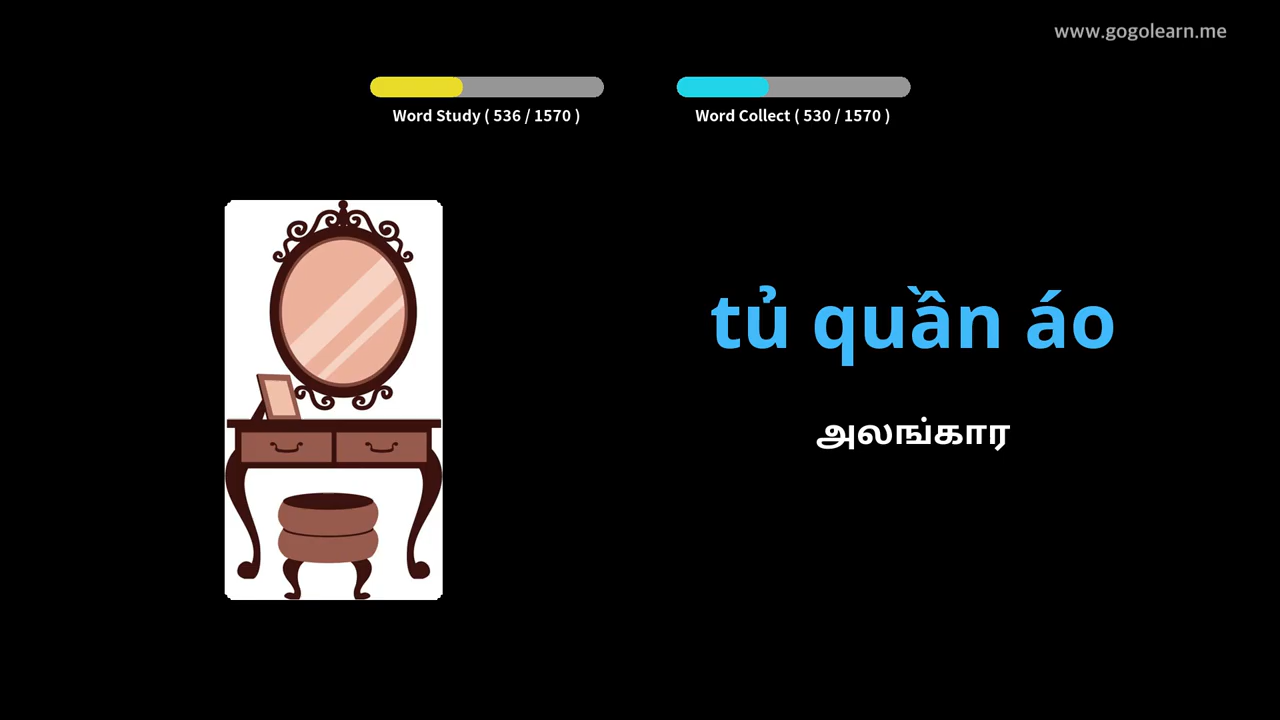 www.gogolearn.me
Word Study ( 536 / 1570 )
Word Collect ( 530 / 1570 )
tủ quần áo
அலங்கார